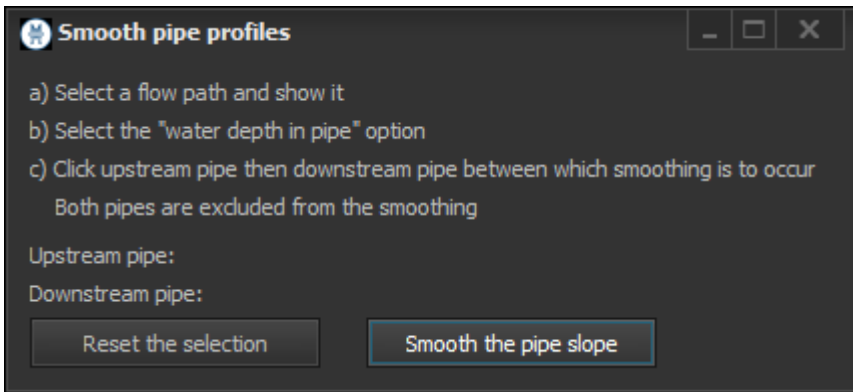 Smooth pipe profiles
a) Select a flow path and show it
b) Select the "water depth in pipe" option
c) Click upstream pipe then downstream pipe between which smoothing is to occur
Both pipes are excluded from the smoothing
Upstream pipe:
Downstream pipe:
Reset the selection
Smooth the pipe slope